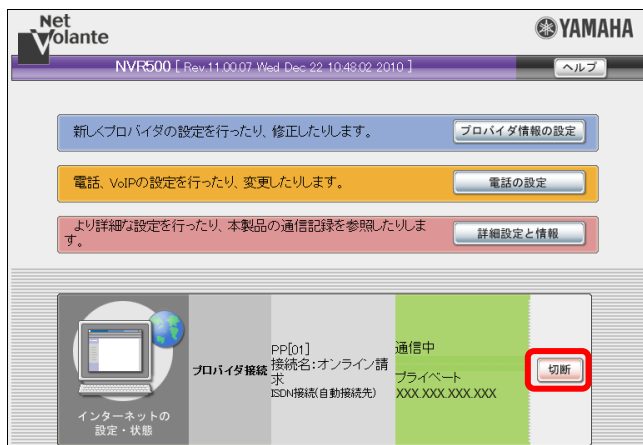 Net
Volante
YAMAHA
NVR500 [ Rev.11.00.07 Wed Dec 22 10:48:02 2010 ]
ヘルプ
新しくプロバイダの設定を行ったり、修正したりします。
プロバイダ情報の設定
電話、VoIPの設定を行ったり、変更したりします。
電話の設定
より詳細な設定を行ったり、本製品の通信記録を参照したりしま
す。
詳細設定と情報
インターネットの
設定・状態
プロバイダ接続
PP[01]
接続名:オンライン請
求
ISDN接続(自動接続先)
通信中
プライベート
XXX.XXX.XXX.XXX
切断